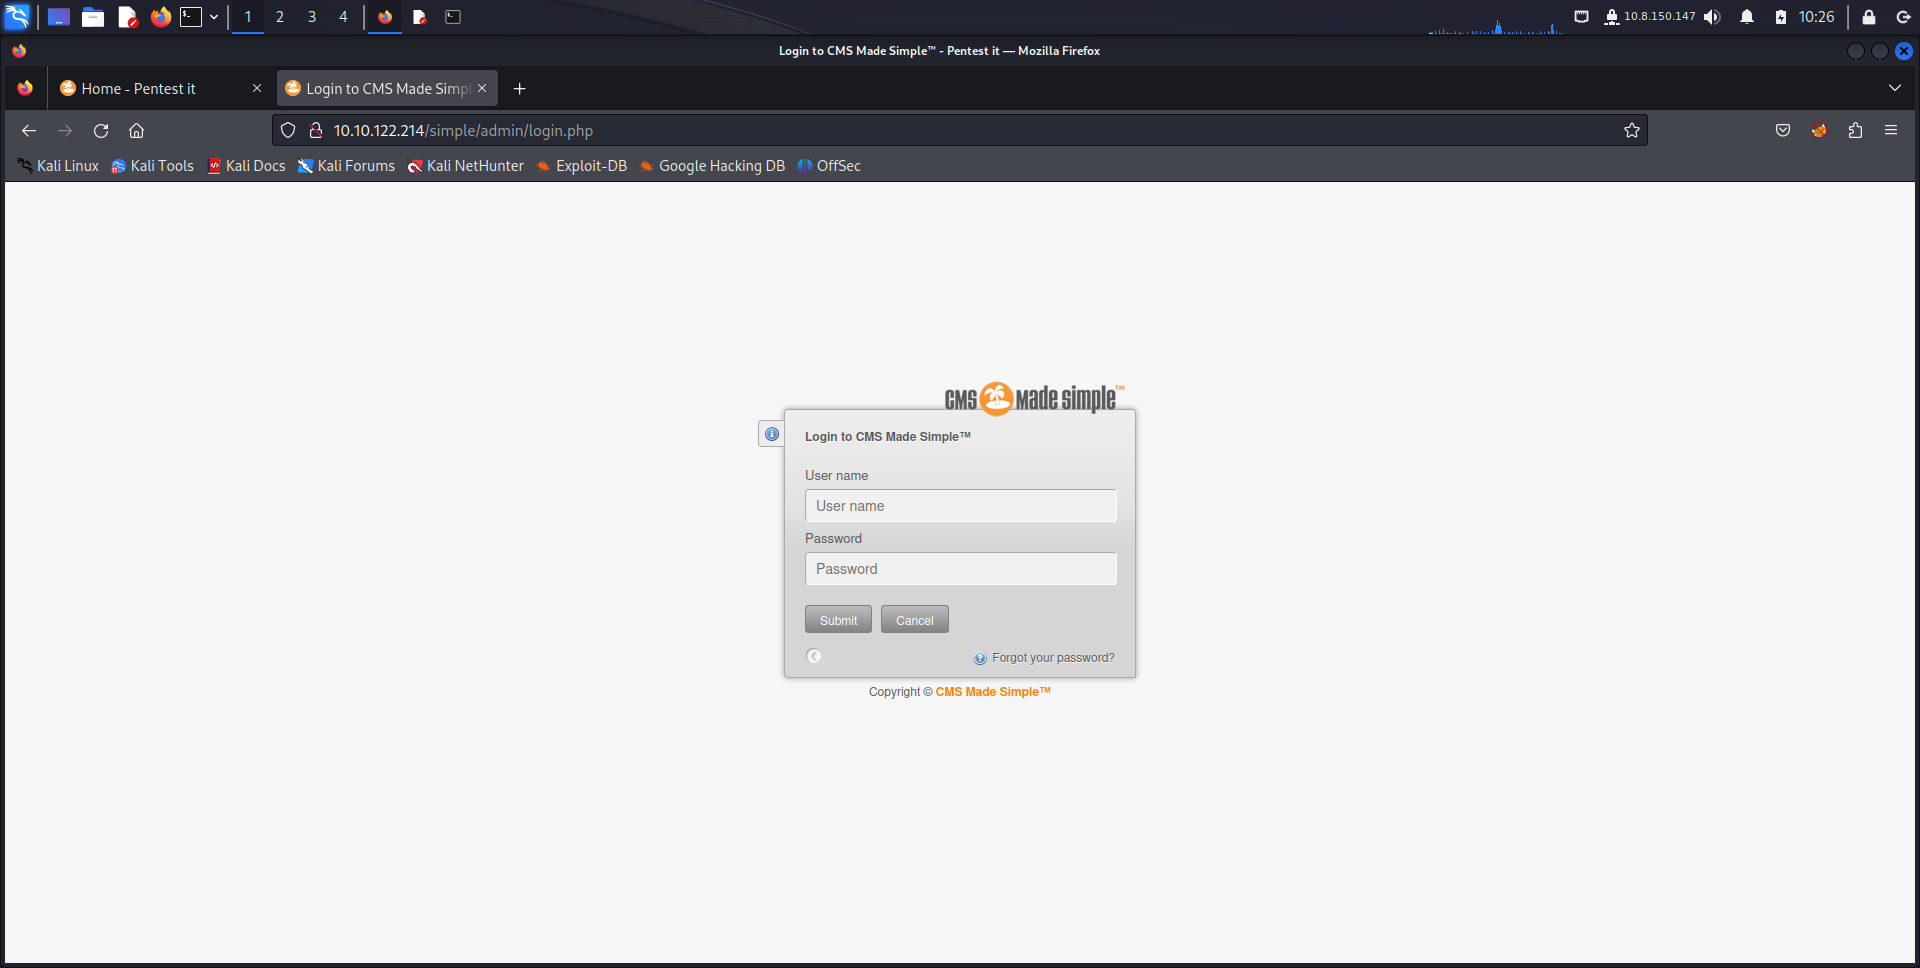 1 2 3 4 10.8.150.147 10:26
Login to CMS Made Simple™ - Pentest it — Mozilla Firefox
Home - Pentest it Login to CMS Made Simpl
10.10.122.214/simple/admin/login.php
Kali Linux Kali Tools Kali Docs Kali Forums Kali NetHunter Exploit-DB Google Hacking DB OffSec
CMS Made Simple™
Login to CMS Made Simple™
User name
User name
Password
Password
Submit Cancel
Forgot your password?
Copyright © CMS Made Simple™